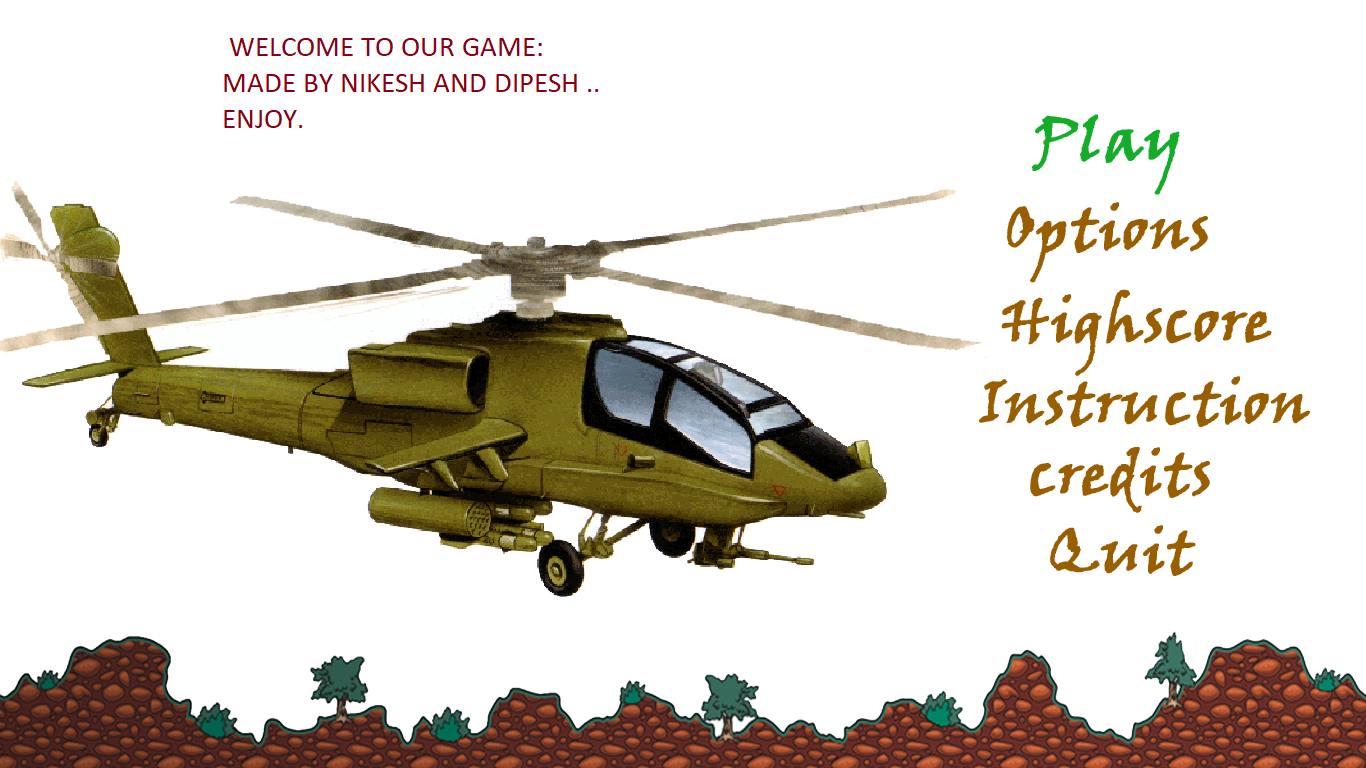 WELCOME TO OUR GAME:
MADE BY NIKESH AND DIPESH ..
ENJOY.
Play
Options
Highscore
Instruction
credits
Quit